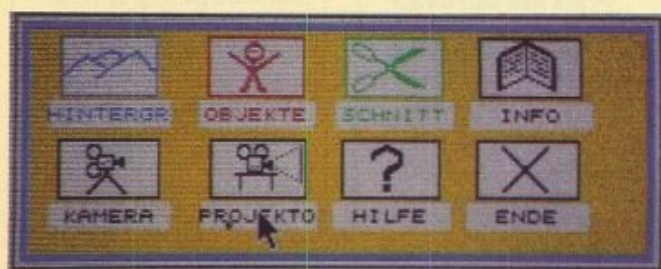 HINTERGR OBJEKTE SCHNITT INFO
KAMERA PROJEKTO HILFE ENDE